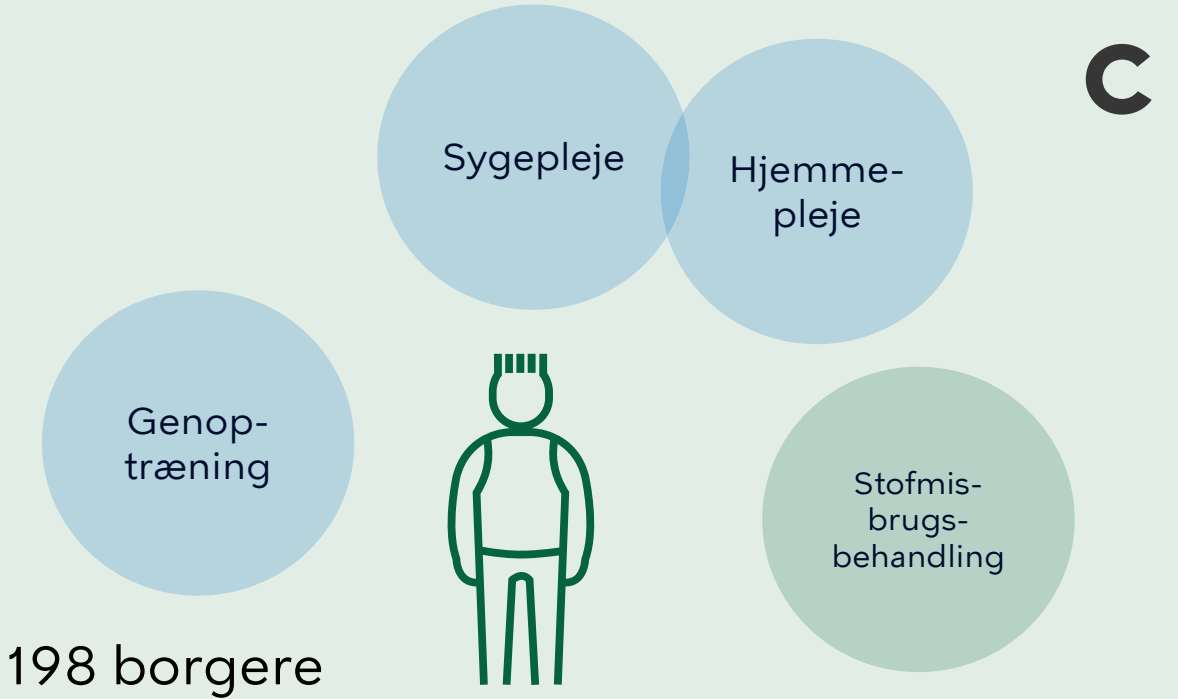 C
Sygepleje
Hjemme-
pleje
Genop-
træning
Stofmis-
brugs-
behandling
198 borgere